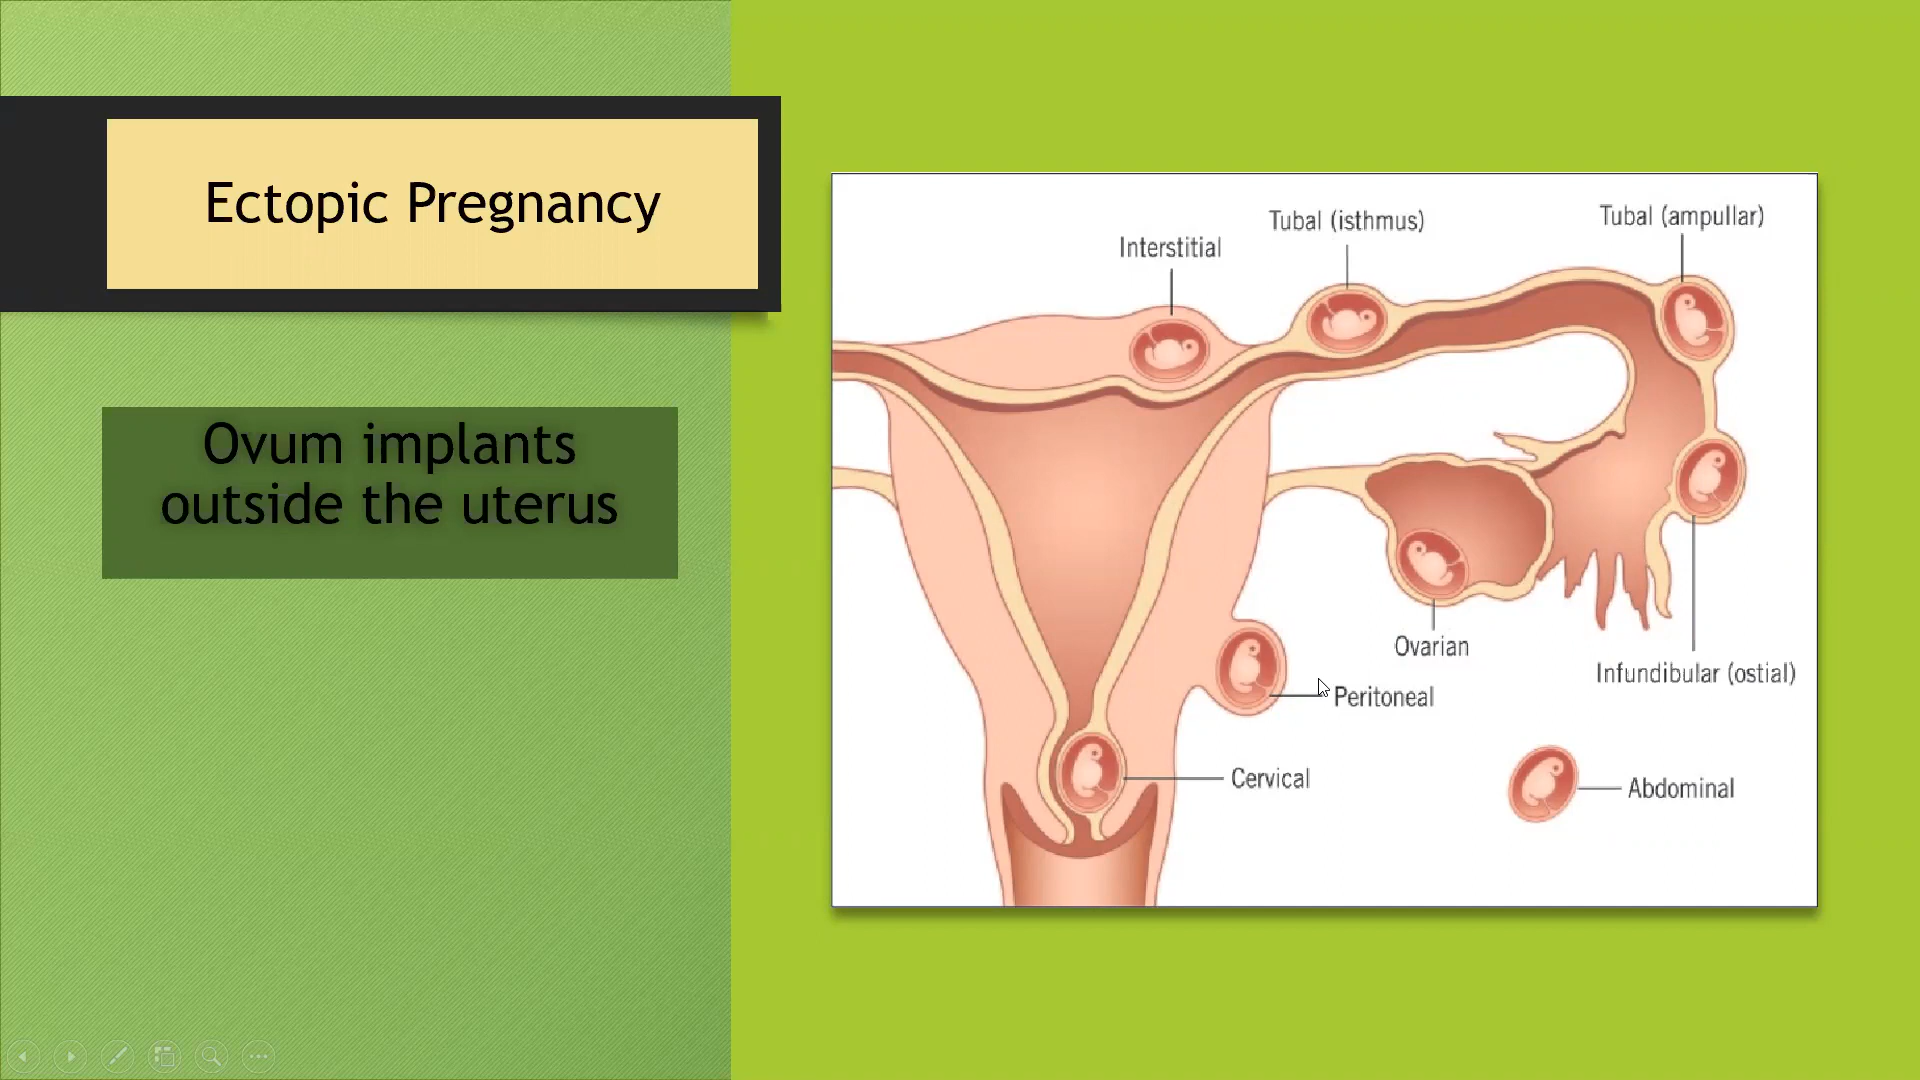 Ectopic Pregnancy
Ovum implants
outside the uterus
Interstitial
Tubal (isthmus)
Tubal (ampullar)
Ovarian
Infundibular (ostial)
Peritoneal
Cervical
Abdominal